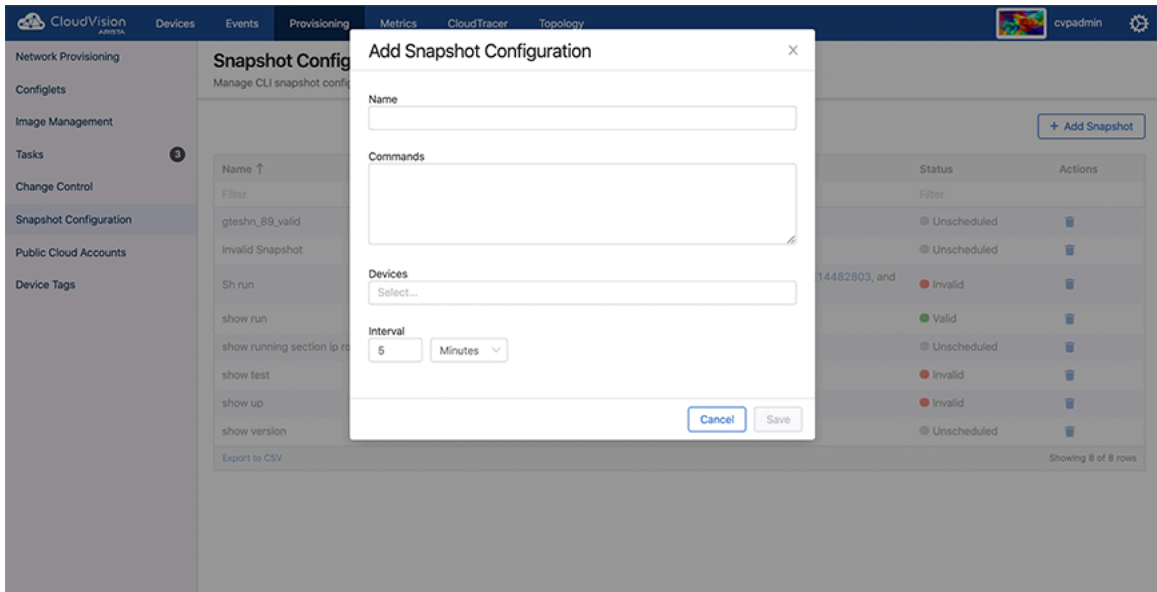 CloudVision
ARISTA
Devices
Events
Provisioning
Metrics
CloudTracer
Topology
cvpadmin
Network Provisioning
Configlets
Image Management
Tasks 3
Change Control
Snapshot Configuration
Public Cloud Accounts
Device Tags
Snapshot Config
Manage CLI snapshot config
+ Add Snapshot
Name ↑ Status Actions
Filter Filter
gteshn_89_valid Unscheduled
Invalid Snapshot Unscheduled
Sh run 14482803, and Invalid
show run Valid
show running section ip ro Unscheduled
show test Invalid
show up Invalid
show version Unscheduled
Export to CSV Showing 8 of 8 rows
Add Snapshot Configuration
Name
Commands
Devices
Select...
Interval
5 Minutes
Cancel Save